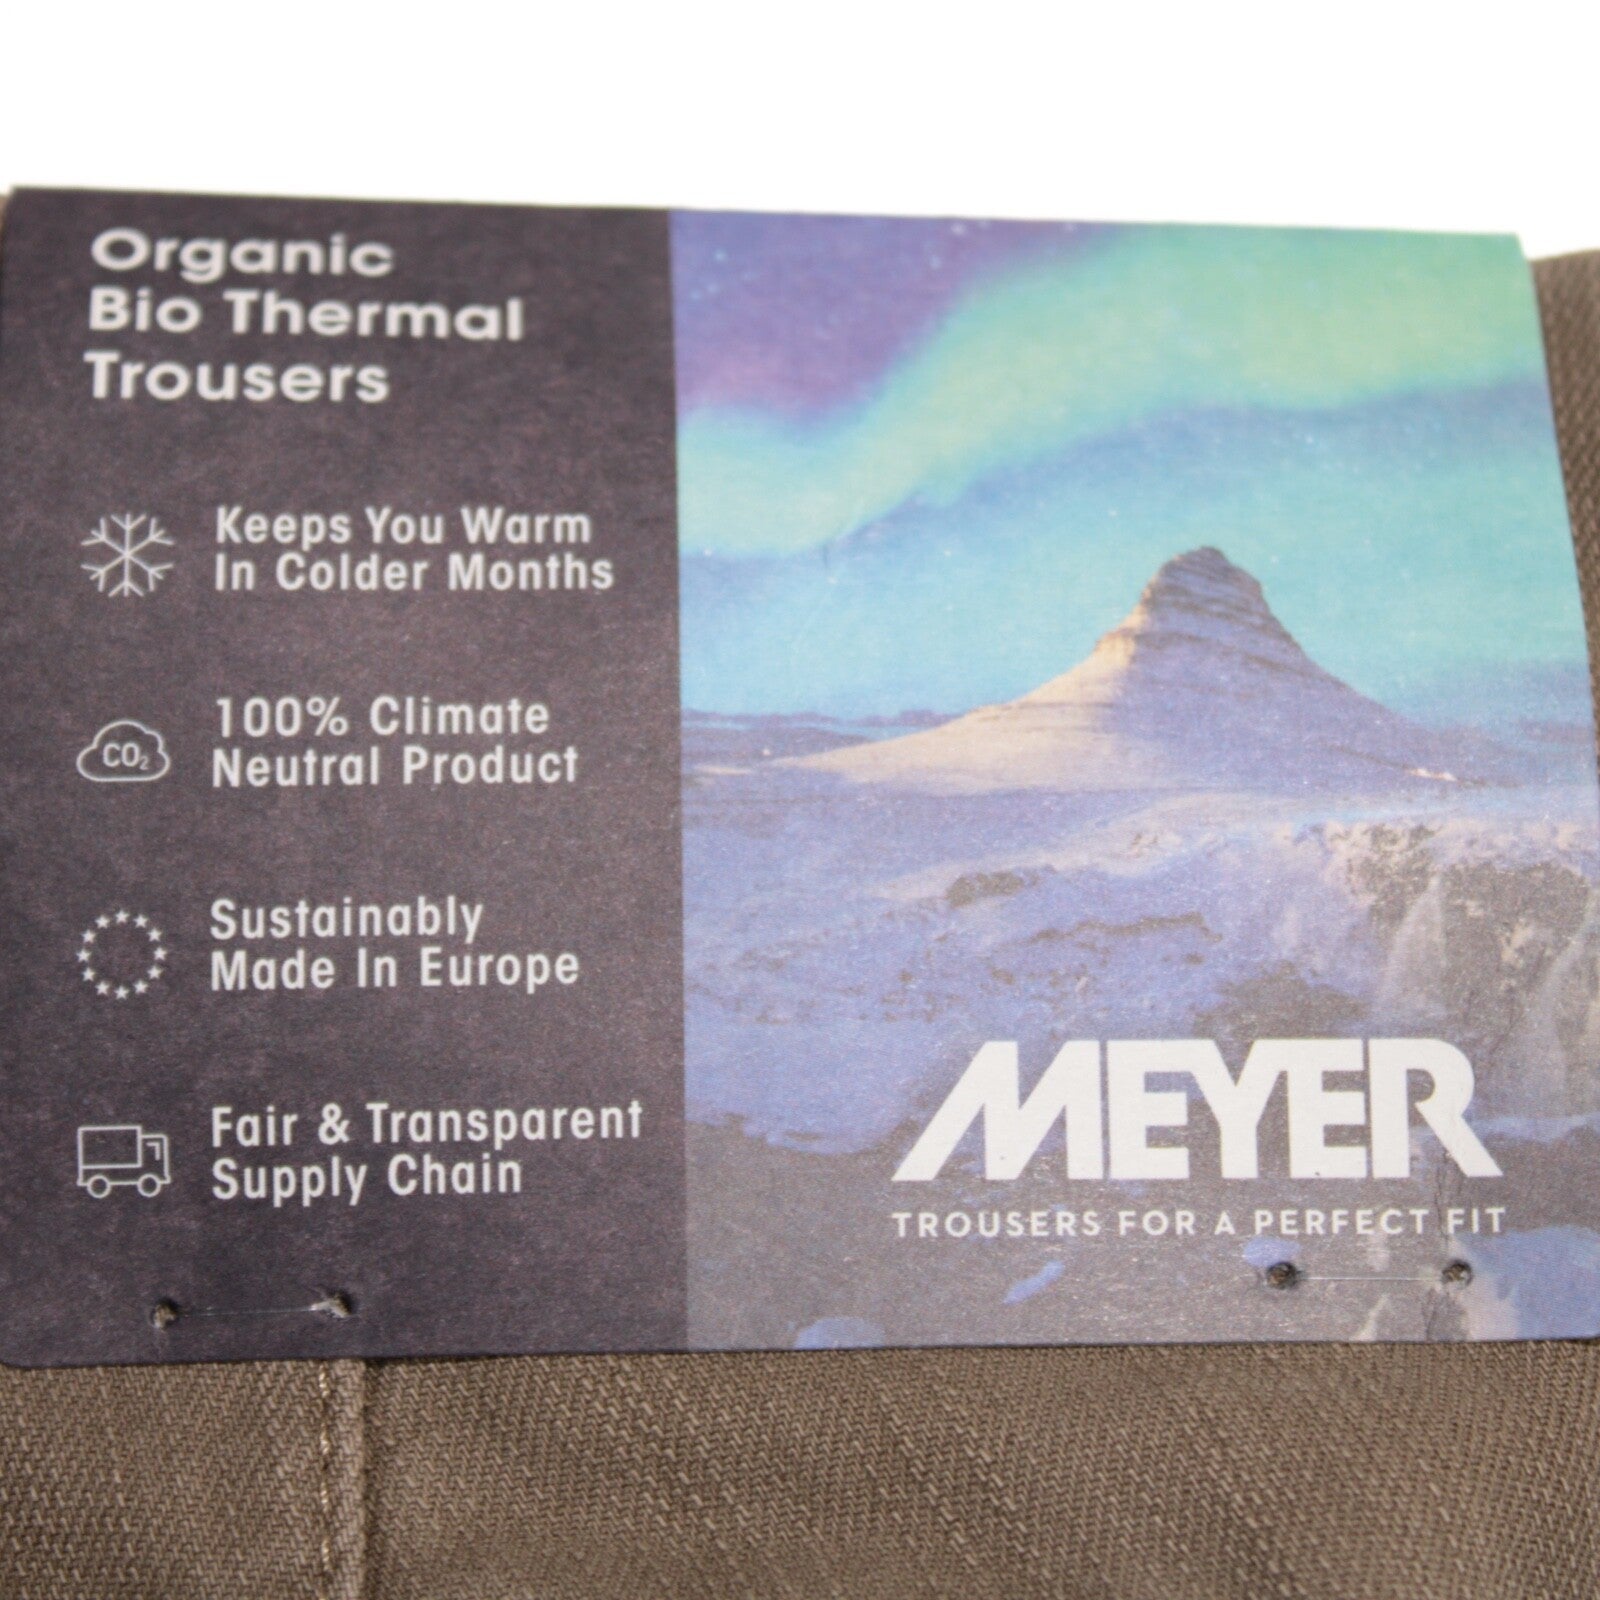 Organic
Bio Thermal
Trousers
Keeps You Warm
In Colder Months
CO₂
100% Climate
Neutral Product
Sustainably
Made In Europe
Fair & Transparent
Supply Chain
MEYER
TROUSERS FOR A PERFECT FIT